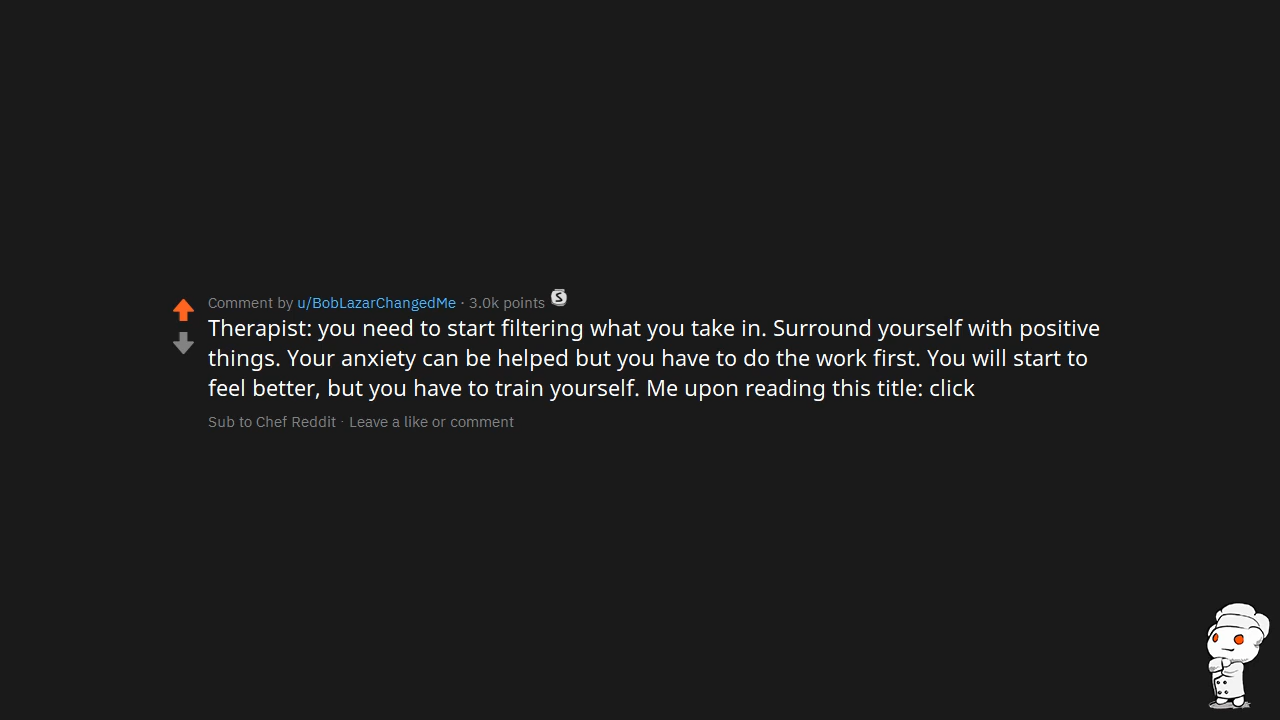 Comment by u/BobLazarChangedMe · 3.0k points S
Therapist: you need to start filtering what you take in. Surround yourself with positive
things. Your anxiety can be helped but you have to do the work first. You will start to
feel better, but you have to train yourself. Me upon reading this title: click
Sub to Chef Reddit · Leave a like or comment